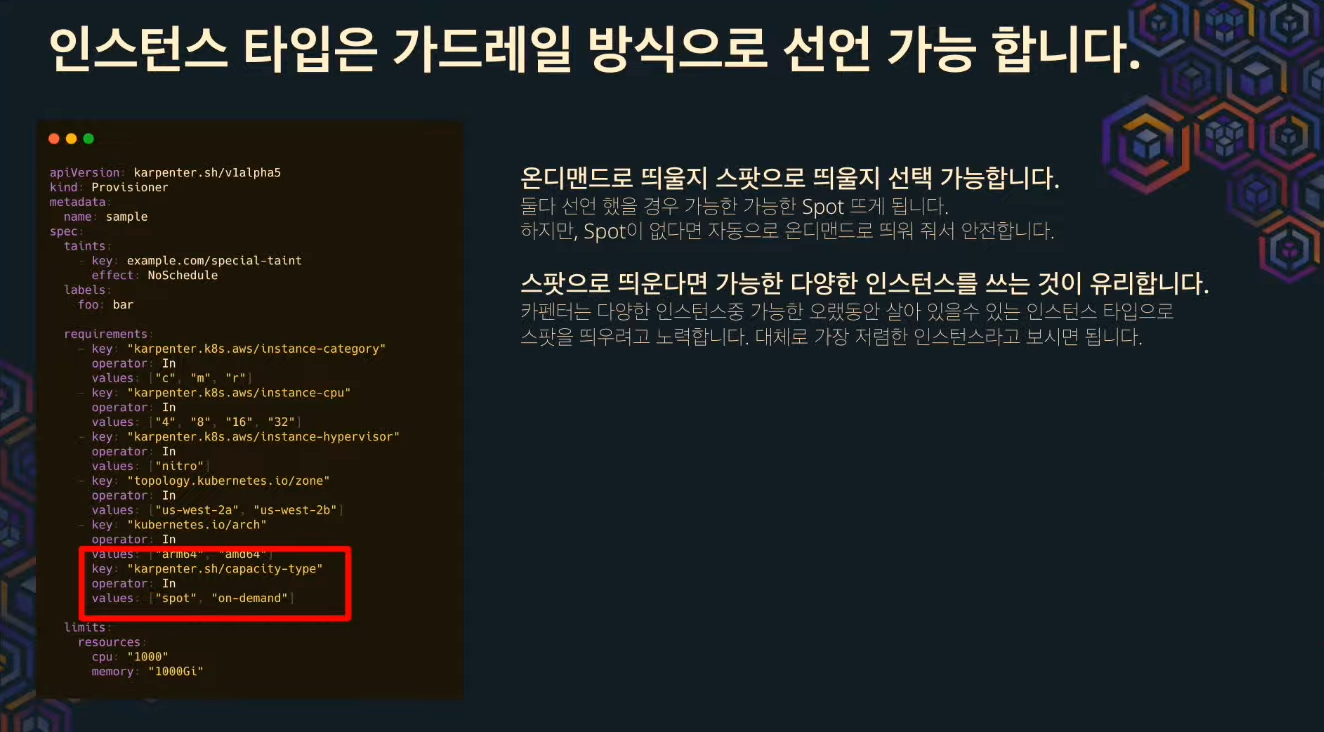 인스턴스 타입은 가드레일 방식으로 선언 가능 합니다.
apiVersion: karpenter.sh/v1alpha5
kind: Provisioner
metadata:
name: sample
spec:
taints:
- key: example.com/special-taint
effect: NoSchedule
labels:
foo: bar
requirements:
- key: "karpenter.k8s.aws/instance-category"
operator: In
values: ["c", "m", "r"]
- key: "karpenter.k8s.aws/instance-cpu"
operator: In
values: ["4", "8", "16", "32"]
- key: "karpenter.k8s.aws/instance-hypervisor"
operator: In
values: ["nitro"]
- key: "topology.kubernetes.io/zone"
operator: In
values: ["us-west-2a", "us-west-2b"]
- key: "kubernetes.io/arch"
operator: In
values: ["arm64", "amd64"]
key: "karpenter.sh/capacity-type"
operator: In
values: ["spot", "on-demand"]
limits:
resources:
cpu: "1000"
memory: "1000Gi"
온디맨드로 띄울지 스팟으로 띄울지 선택 가능합니다.
둘다 선언 했을 경우 가능한 가능한 Spot 뜨게 됩니다.
하지만, Spot이 없다면 자동으로 온디맨드로 띄워 줘서 안전합니다.
스팟으로 띄운다면 가능한 다양한 인스턴스를 쓰는 것이 유리합니다.
카펜터는 다양한 인스턴스중 가능한 오랬동안 살아 있을수 있는 인스턴스 타입으로
스팟을 띄우려고 노력합니다. 대체로 가장 저렴한 인스턴스라고 보시면 됩니다.